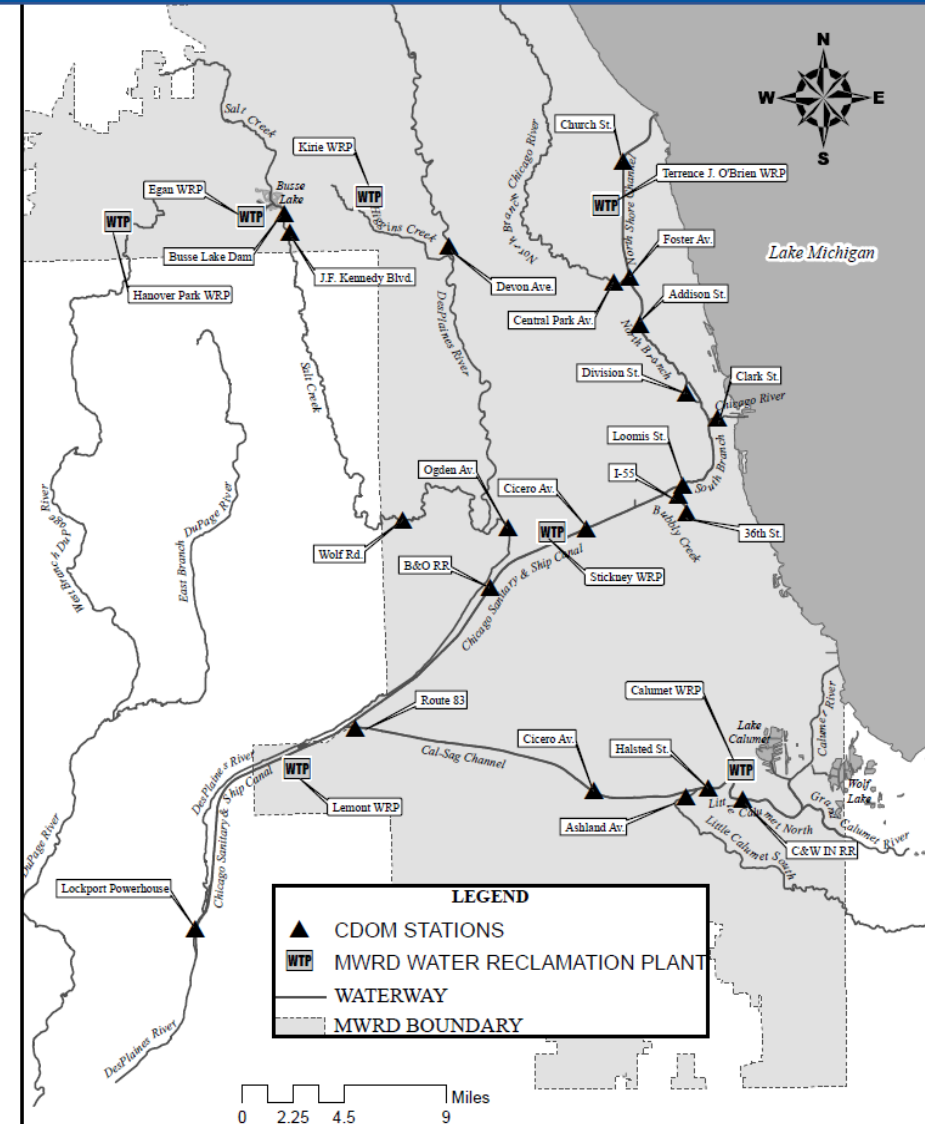 N
W E
S
Salt Creek
Church St.
Kirie WRP
WTP
North Branch Chicago River
North Shore Channel
Terrence J. O'Brien WRP
WTP
Egan WRP
WTP
Busse
Lake
WTP
Higgins Creek
Foster Av.
Lake Michigan
Busse Lake Dam
J.F. Kennedy Blvd.
Devon Ave.
Hanover Park WRP
Addison St.
Central Park Av.
DesPlaines River
North Branch
Salt Creek
Division St.
Clark St.
Chicago River
Loomis St.
I-55
South Branch
Ogden Av.
Cicero Av.
West Branch DuPage River
East Branch DuPage River
Bubbly Creek
36th St.
Wolf Rd.
WTP
B&O RR
Stickney WRP
Chicago Sanitary & Ship Canal
Calumet WRP
Route 83
Lake
Calumet
Calumet River
Cicero Av.
Halsted St.
Cal-Sag Channel
WTP
Wolf
Lake
DesPlaines River
WTP
Lemont WRP
Little Calumet North
Grand Calumet River
Ashland Av.
C&W IN RR
Little Calumet South
DuPage River
Chicago Sanitary & Ship Canal
Lockport Powerhouse
LEGEND
CDOM STATIONS
WTP MWRD WATER RECLAMATION PLANT
WATERWAY
MWRD BOUNDARY
DesPlaines River
Miles
0 2.25 4.5 9